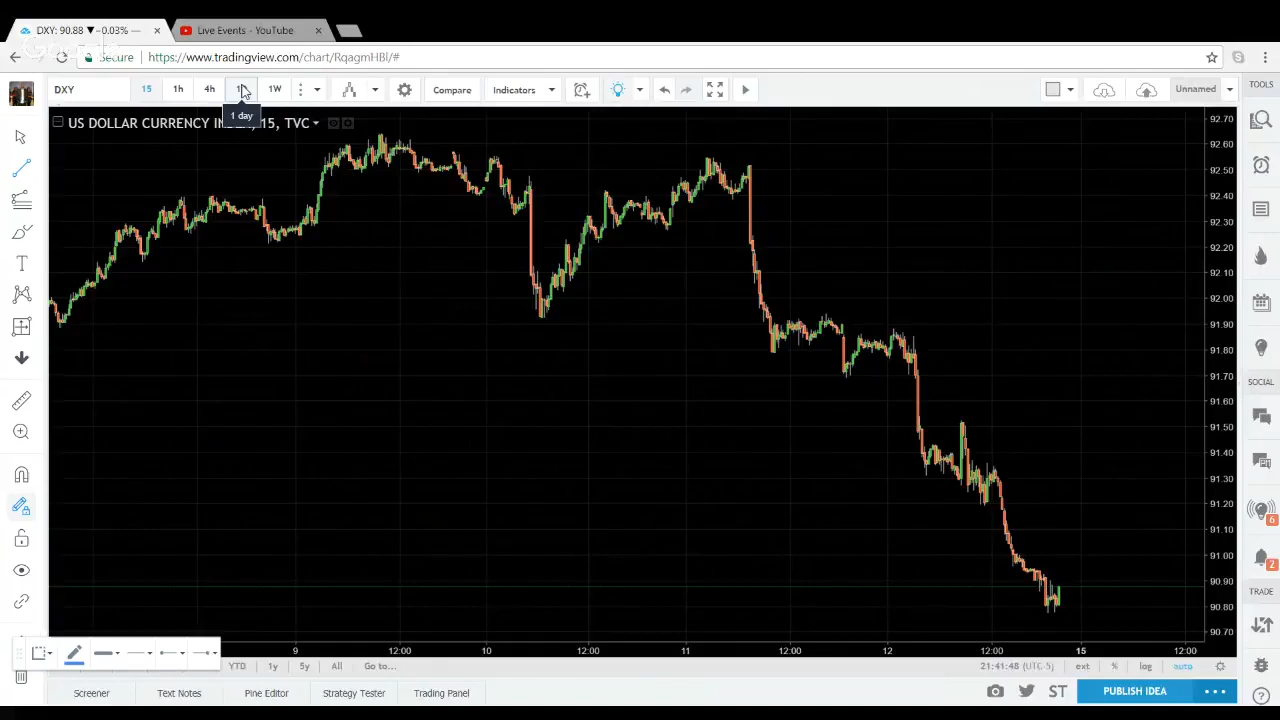 DXY: 90.88 ▼−0.03% —
Live Events - YouTube
Secure
https://www.tradingview.com/chart/RqagmHBl/#
DXY
15
1h
4h
1W
Compare
Indicators
Unnamed
TOOLS
1 day
US DOLLAR CURRENCY INDEX, 15, TVC
92.70
92.60
92.50
92.40
92.30
92.20
92.10
92.00
91.90
91.80
91.70
91.60
91.50
91.40
91.30
91.20
91.10
91.00
90.90
90.80
90.70
SOCIAL
6
2
TRADE
9
12:00
10
12:00
11
12:00
12
12:00
15
12:00
YTD
1y
5y
All
Go to...
21:41:48 (UTC-5)
ext
%
log
auto
Screener
Text Notes
Pine Editor
Strategy Tester
Trading Panel
ST
PUBLISH IDEA